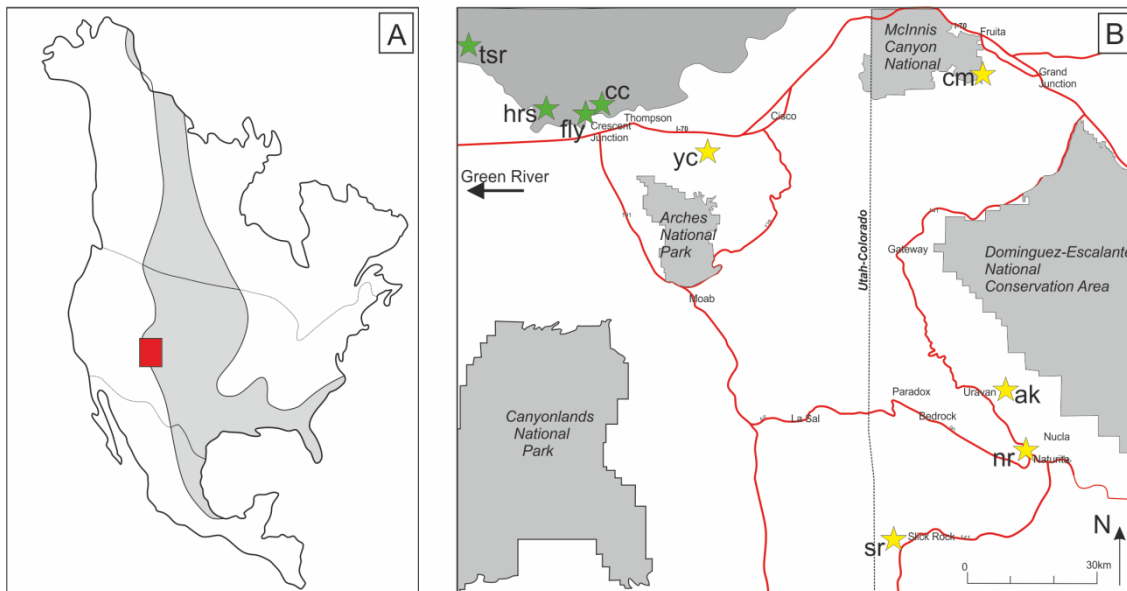 A
B
McInnis
Canyon
National
I-70
Fruita
Grand
Junction
cm
tsr
hrs
fly
cc
Crescent
Junction
Thompson
I-70
Cisco
yc
Green River
Arches
National
Park
Moab
Utah-Colorado
Gateway
Dominguez-Escalante
National
Conservation Area
Canyonlands
National
Park
La Sal
Paradox
Bedrock
Uravan
ak
Nucla
nr
Naturita
sr
Slick Rock
N
0
30km